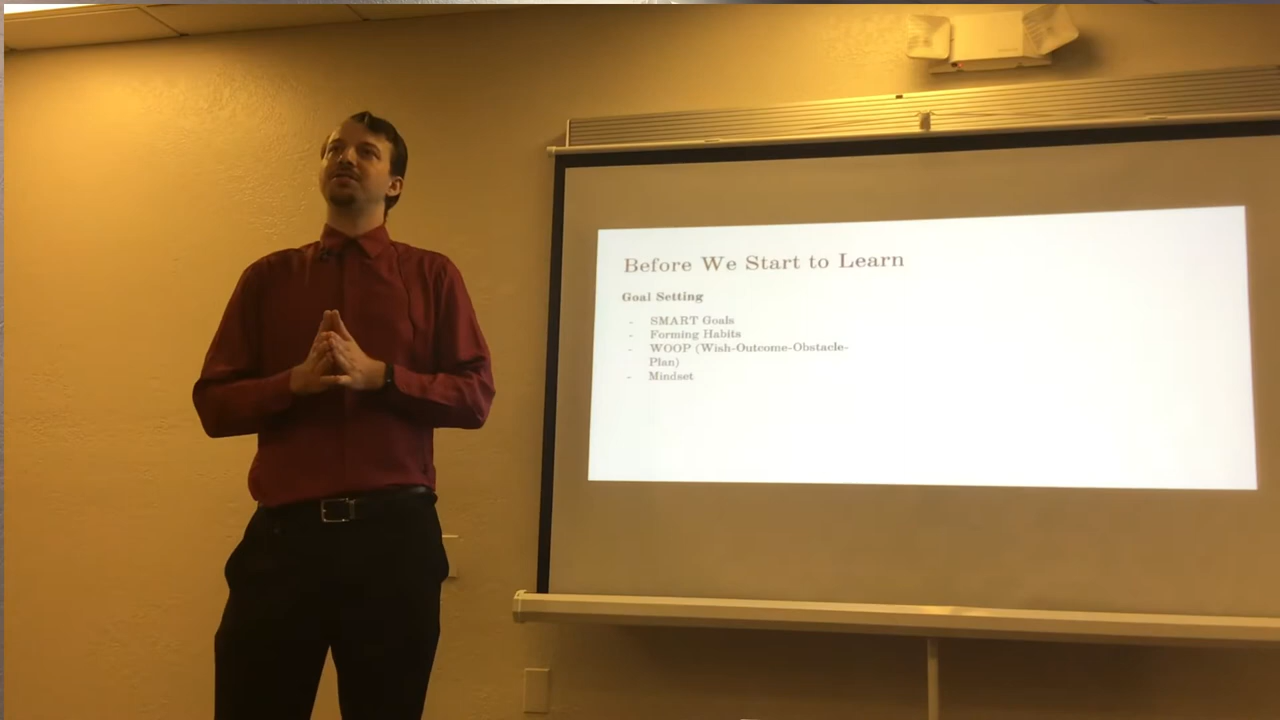 Before We Start to Learn
Goal Setting
- SMART Goals
- Forming Habits
- WOOP (Wish-Outcome-Obstacle-
Plan)
- Mindset